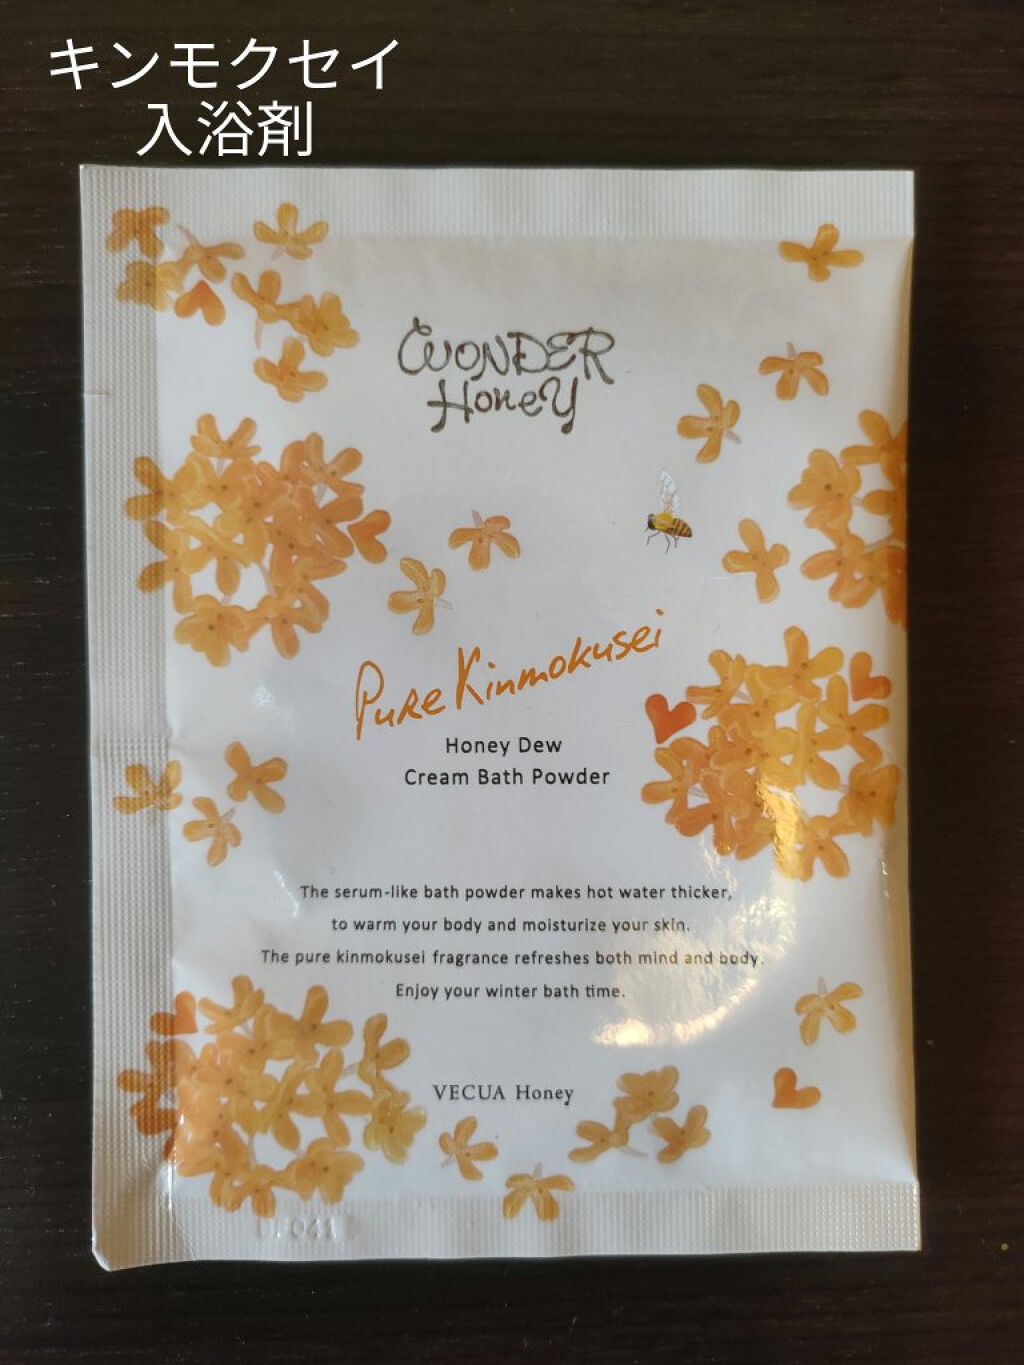 キンモクセイ
入浴剤
WONDER
Honey
Pure Kinmokusei
Honey Dew
Cream Bath Powder
The serum-like bath powder makes hot water thicker,
to warm your body and moisturize your skin.
The pure kinmokusei fragrance refreshes both mind and body.
Enjoy your winter bath time.
VECUA Honey